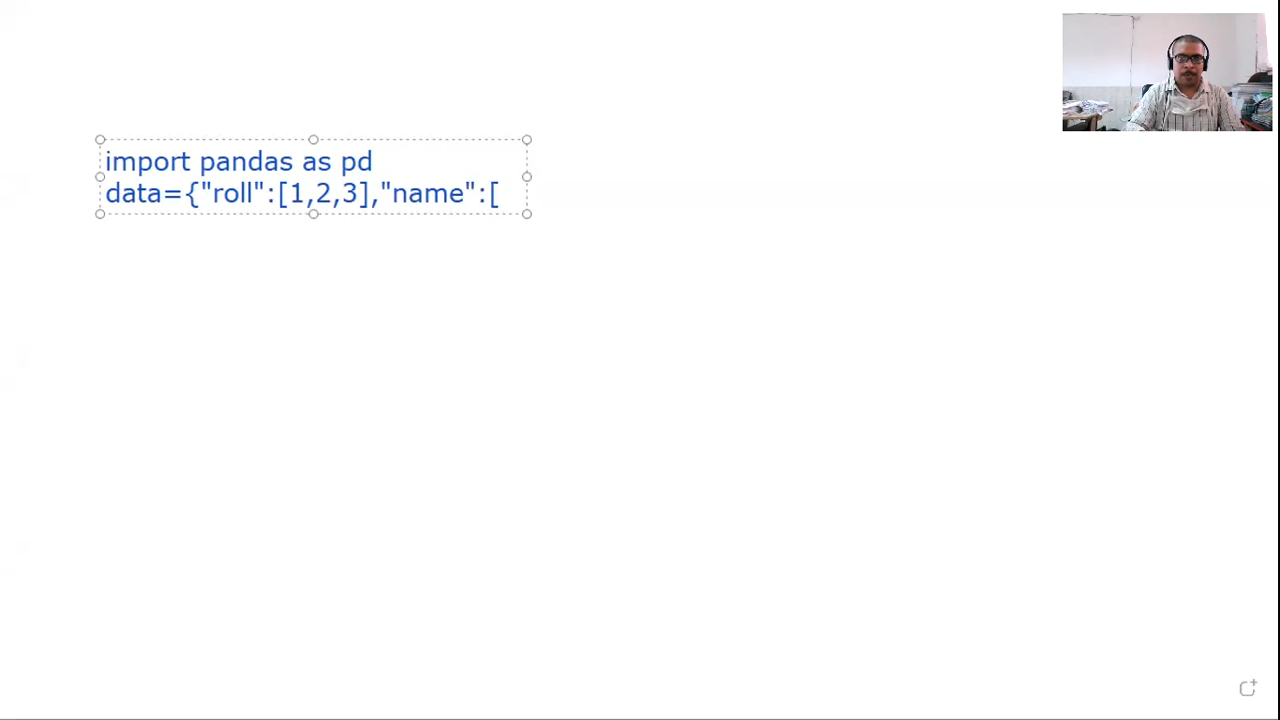 import pandas as pd
data={"roll":[1,2,3],"name":[